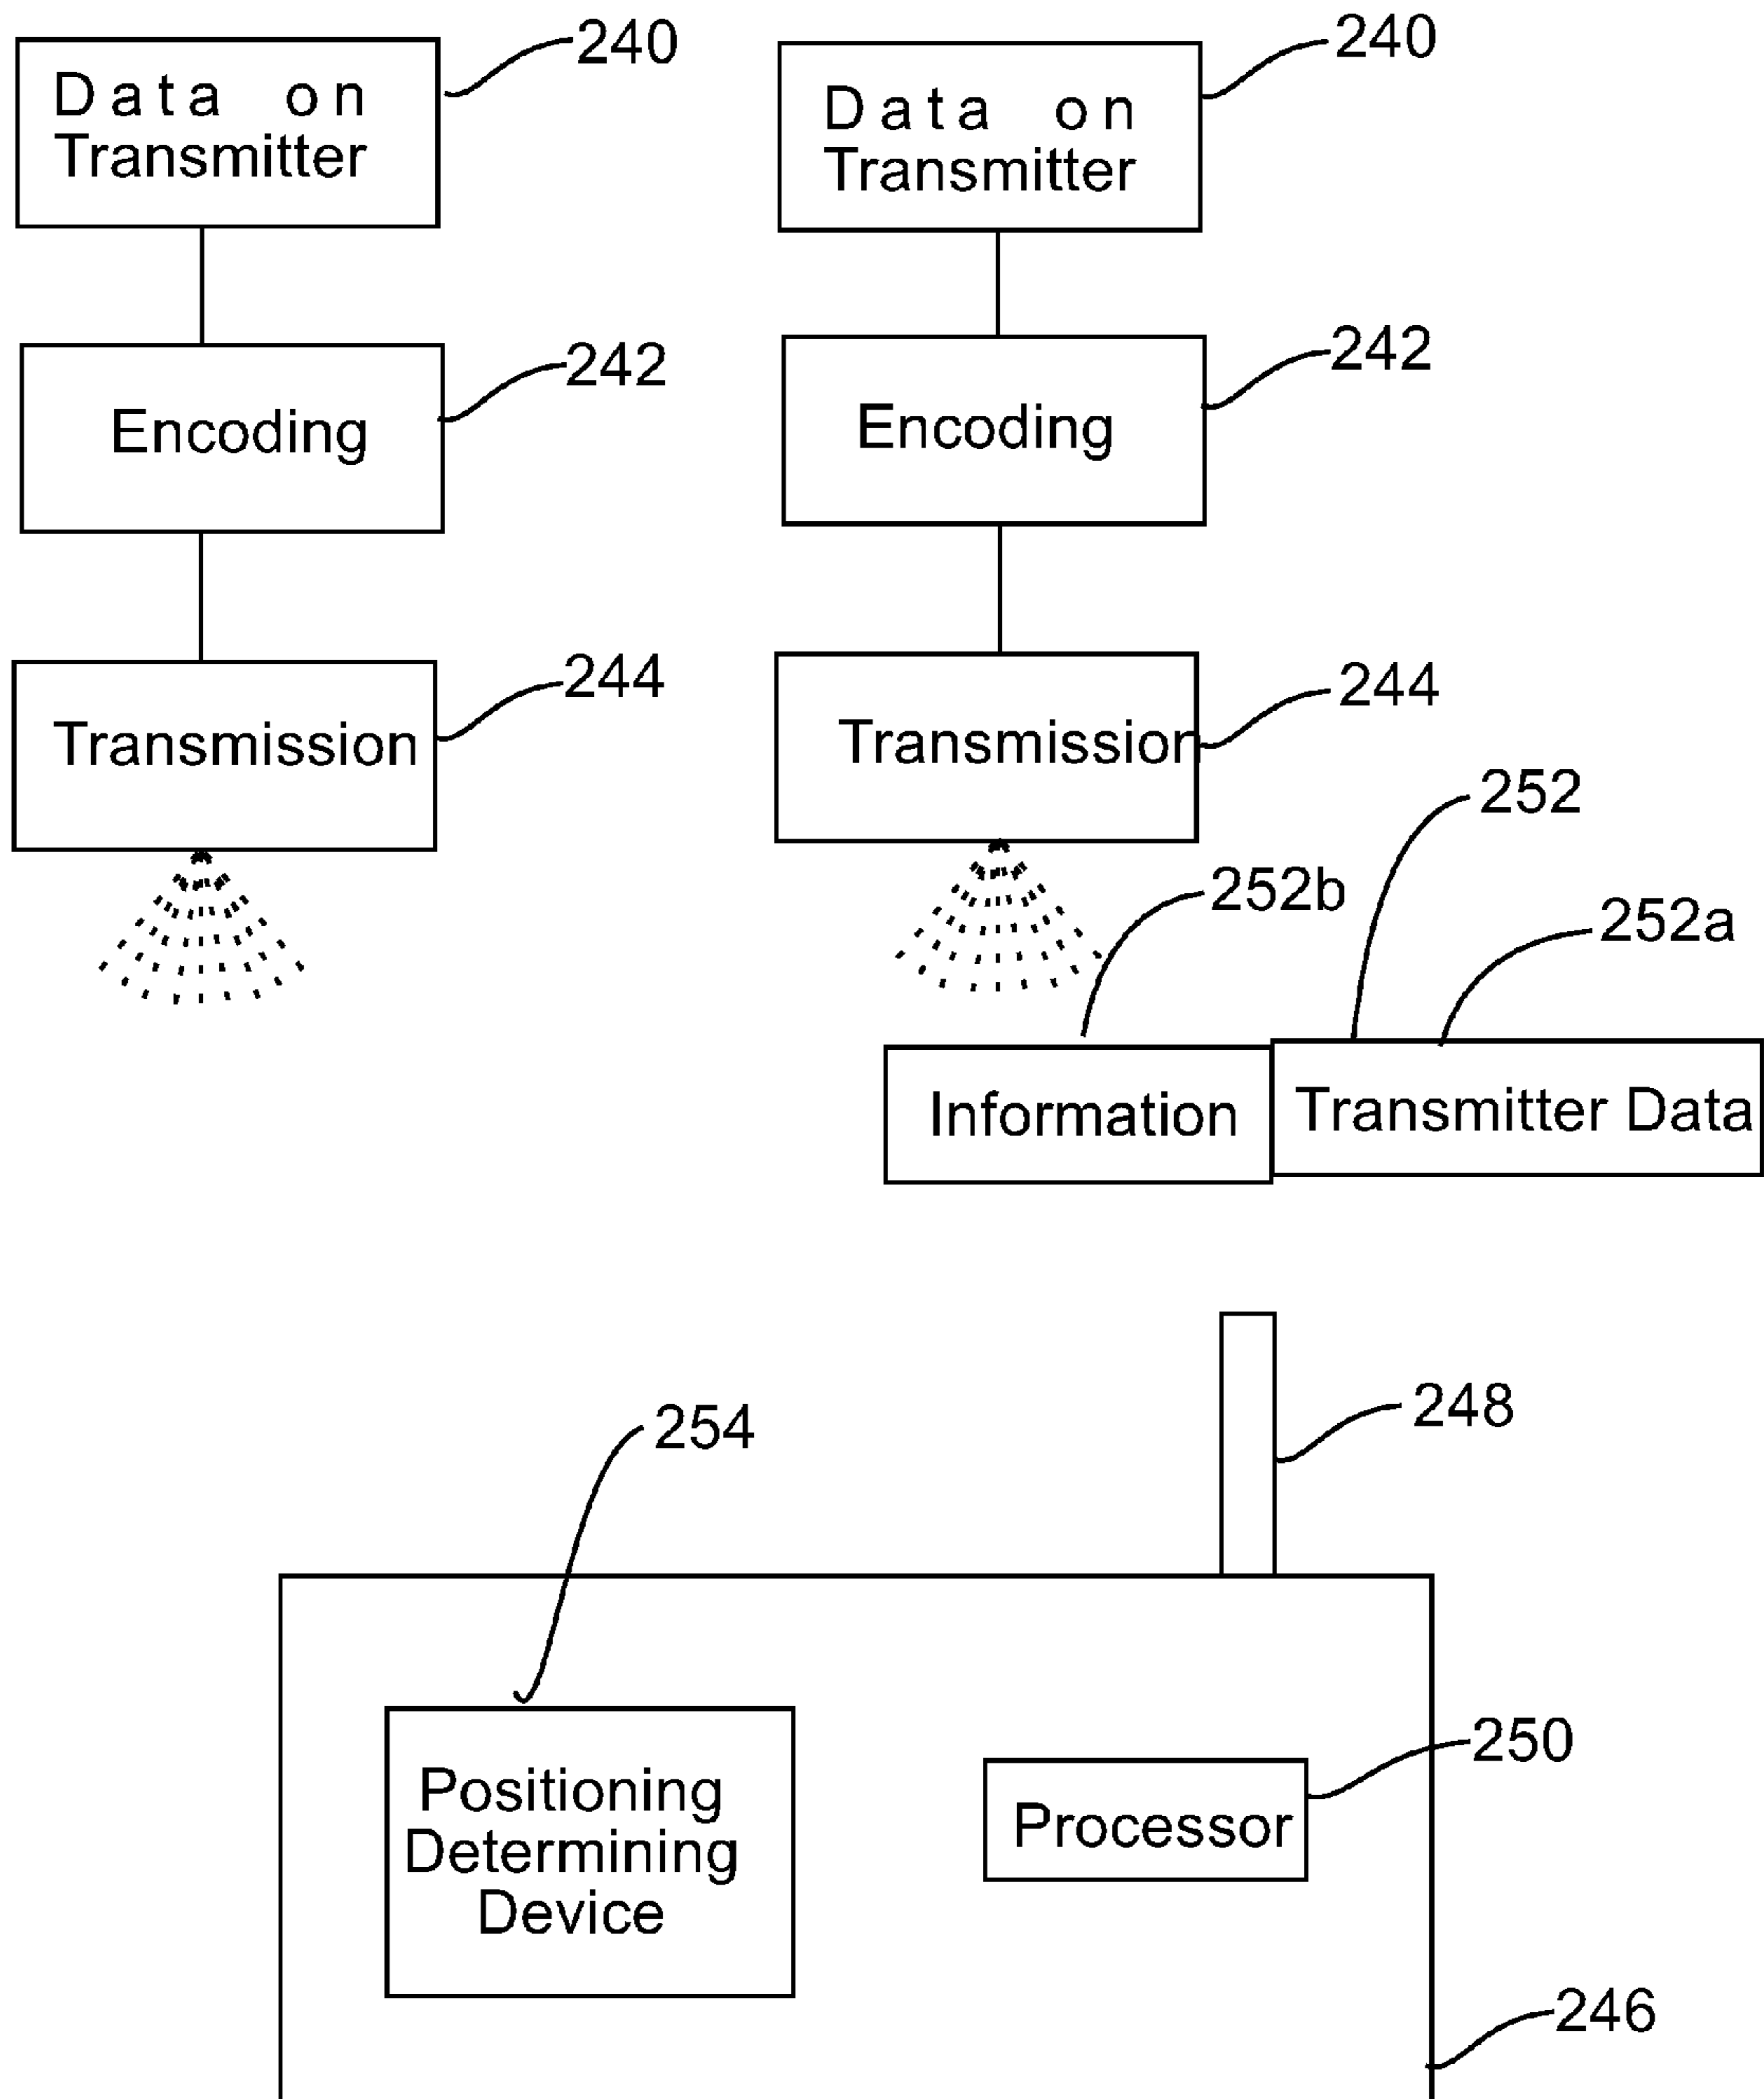 240
Data on
Transmitter
240
Data on
Transmitter
242
Encoding
242
Encoding
244
Transmission
244
Transmission
252
252b
252a
Information
Transmitter Data
248
254
250
Positioning
Determining
Device
Processor
246